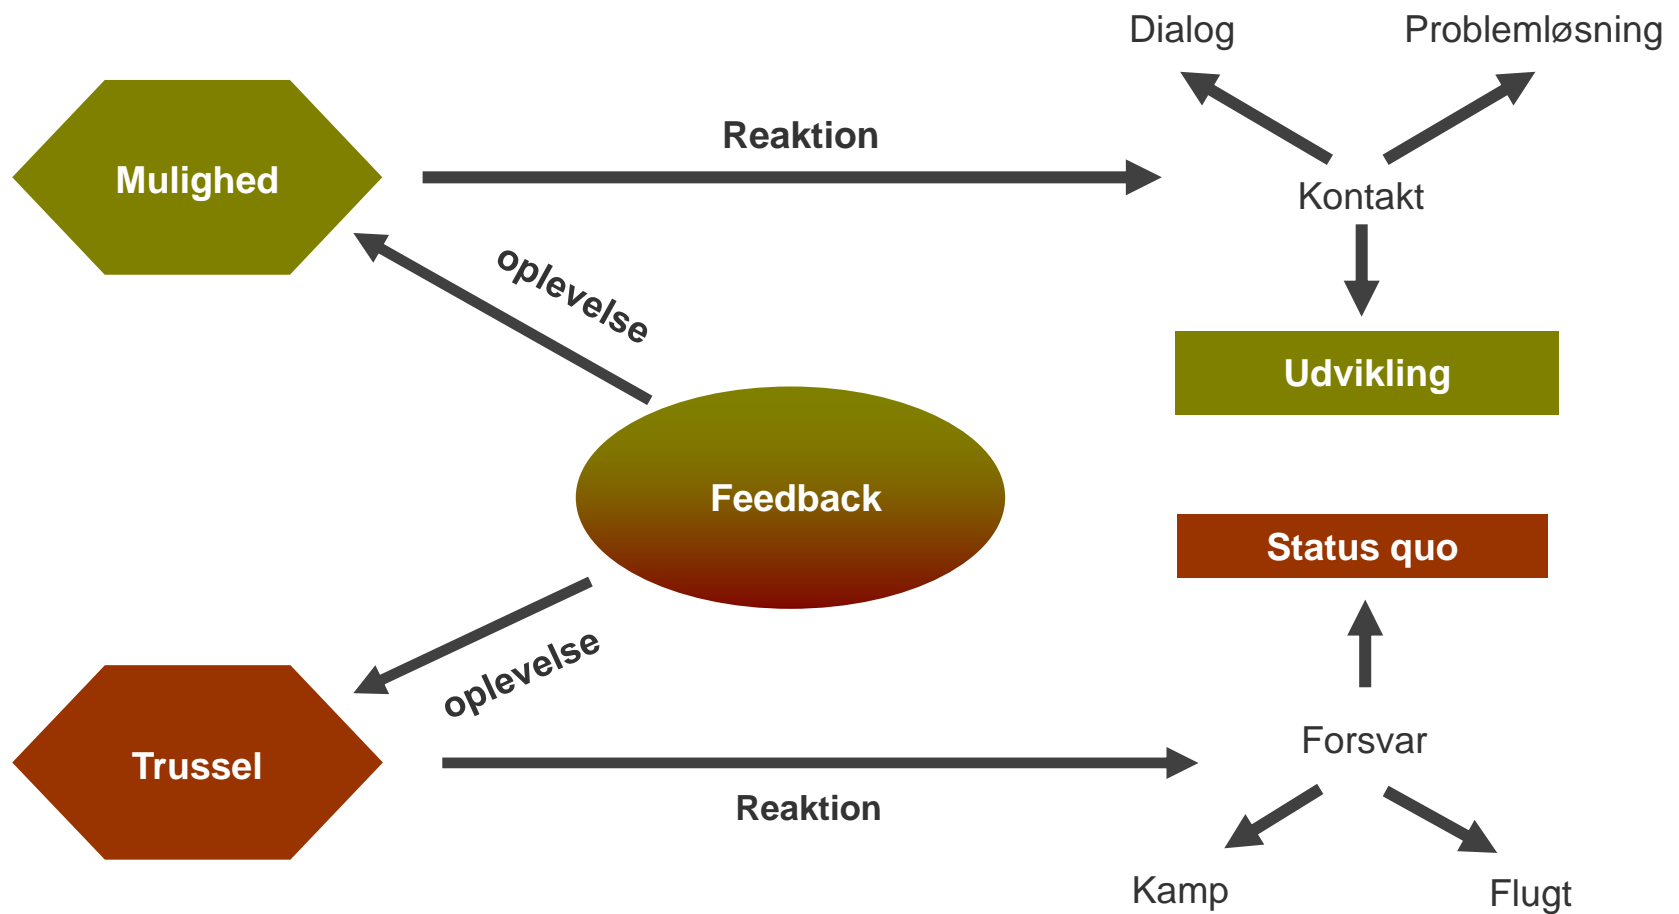 Dialog
Problemløsning
Reaktion
Mulighed
Kontakt
oplevelse
Udvikling
Feedback
Status quo
oplevelse
Forsvar
Trussel
Reaktion
Kamp
Flugt